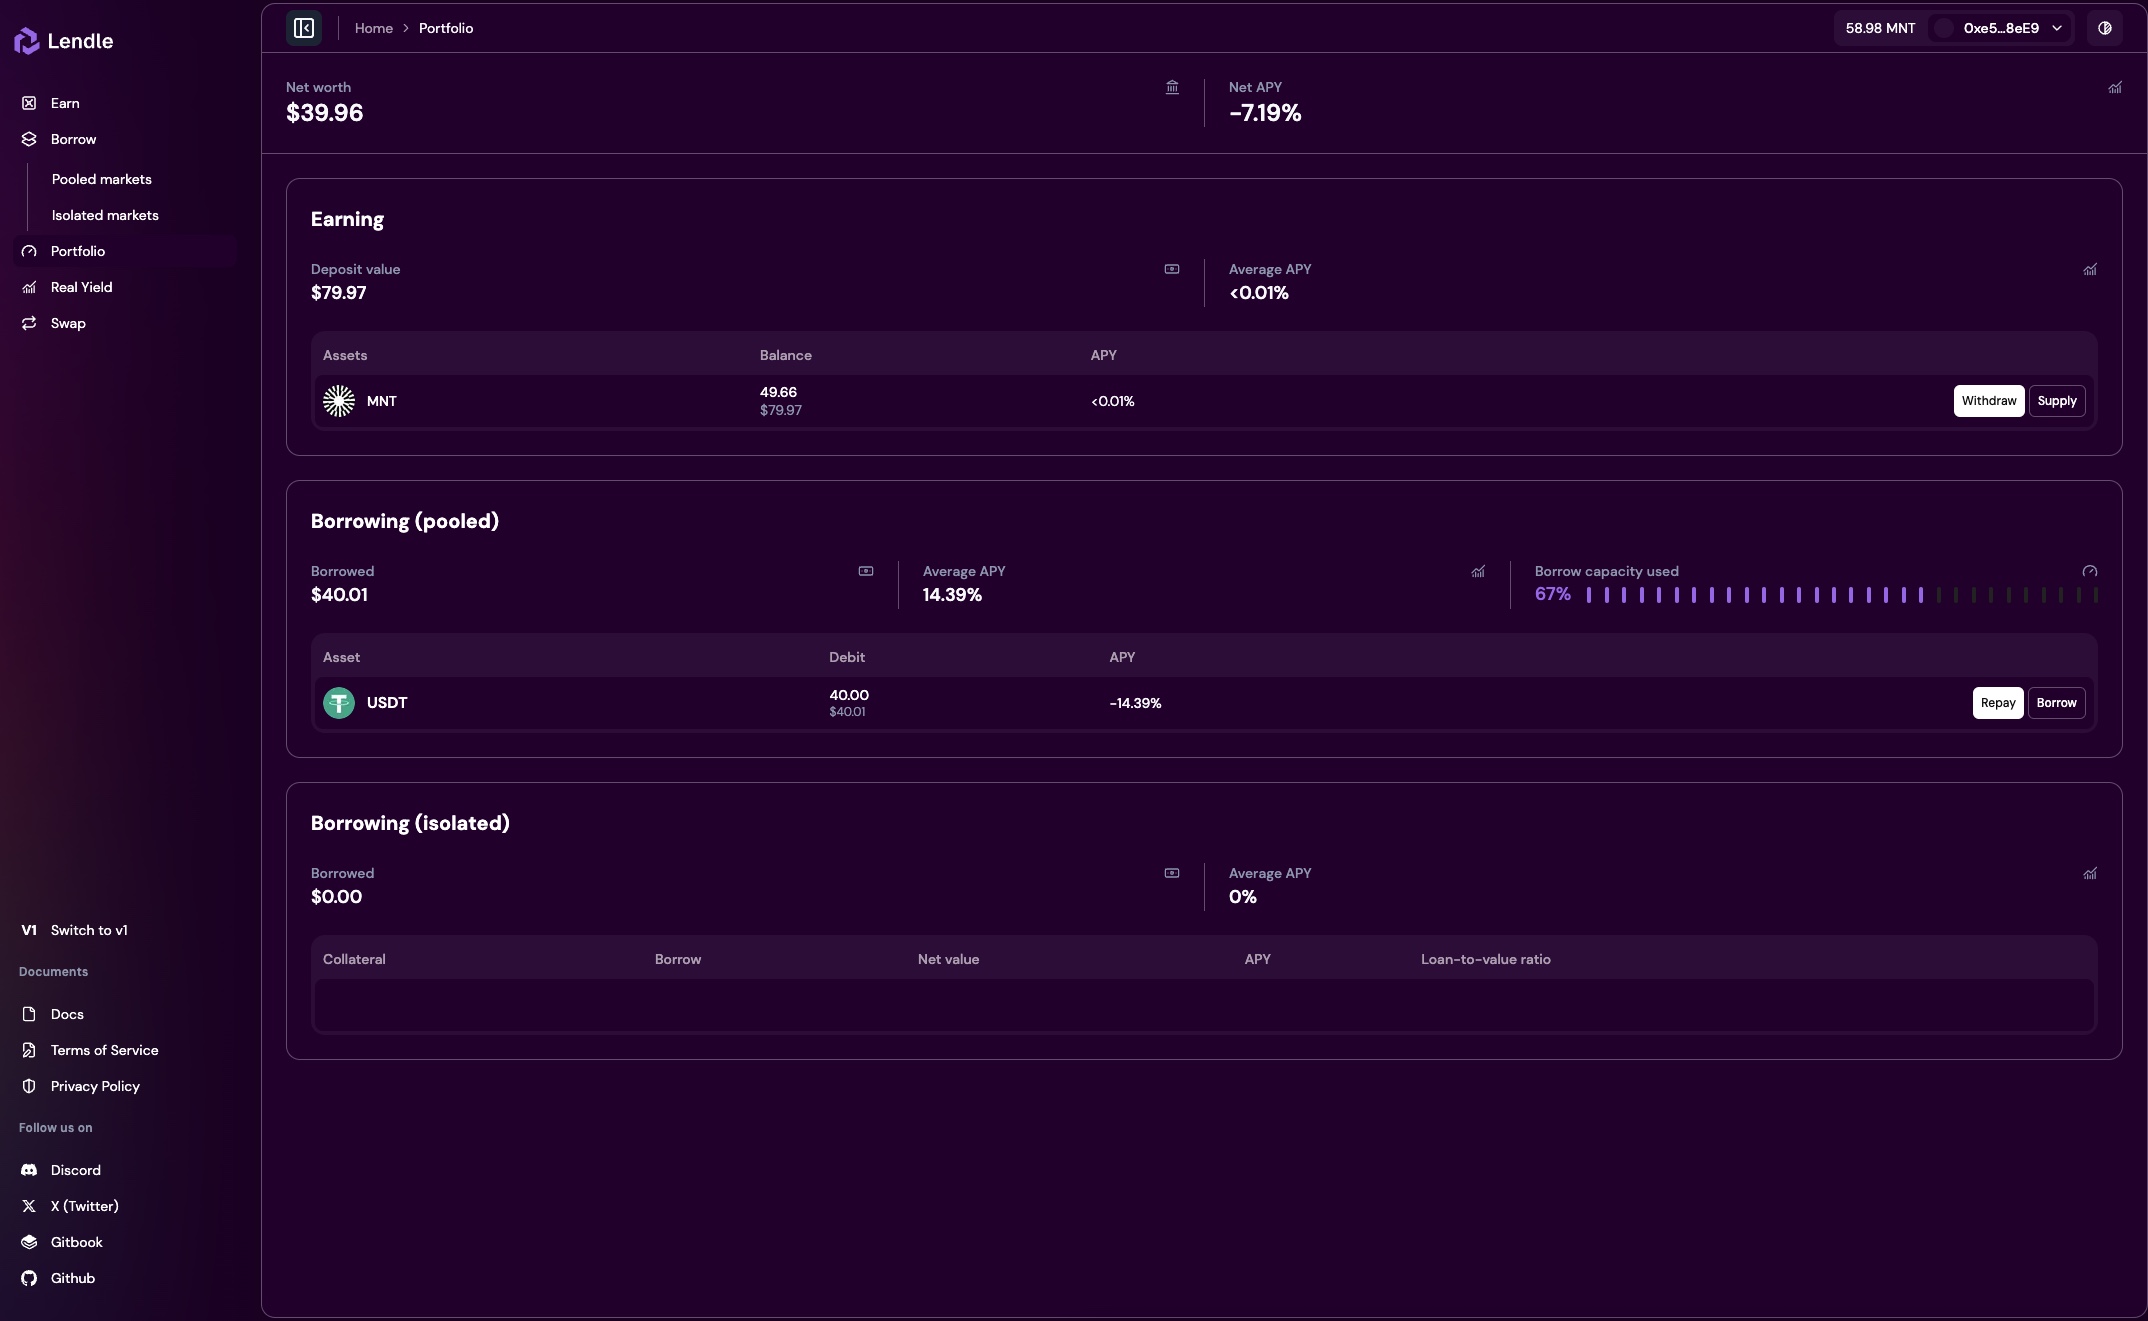 Lendle
Earn
Borrow
Pooled markets
Isolated markets
Portfolio
Real Yield
Swap
V1 Switch to v1
Documents
Docs
Terms of Service
Privacy Policy
Follow us on
Discord
X (Twitter)
Gitbook
Github
Home > Portfolio
58.98 MNT 0xe5...8eE9
Net worth
$39.96
Net APY
-7.19%
Earning
Deposit value
$79.97
Average APY
<0.01%
Assets Balance APY
MNT 49.66 <0.01% Withdraw Supply
$79.97
Borrowing (pooled)
Borrowed
$40.01
Average APY
14.39%
Borrow capacity used
67%
Asset Debit APY
USDT 40.00 -14.39% Repay Borrow
$40.01
Borrowing (isolated)
Borrowed
$0.00
Average APY
0%
Collateral Borrow Net value APY Loan-to-value ratio